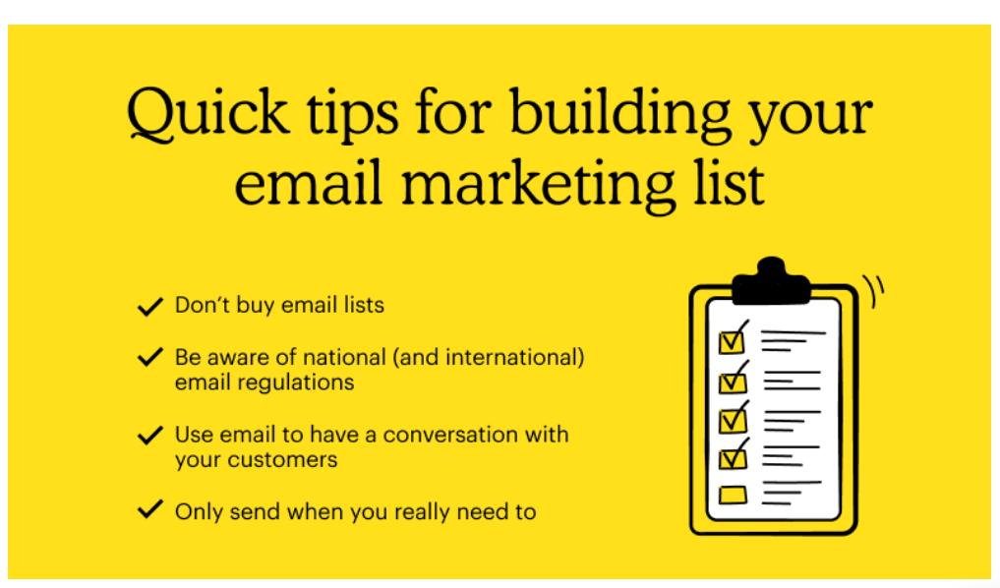 Quick tips for building your
email marketing list
Don’t buy email lists
Be aware of national (and international)
email regulations
Use email to have a conversation with
your customers
Only send when you really need to